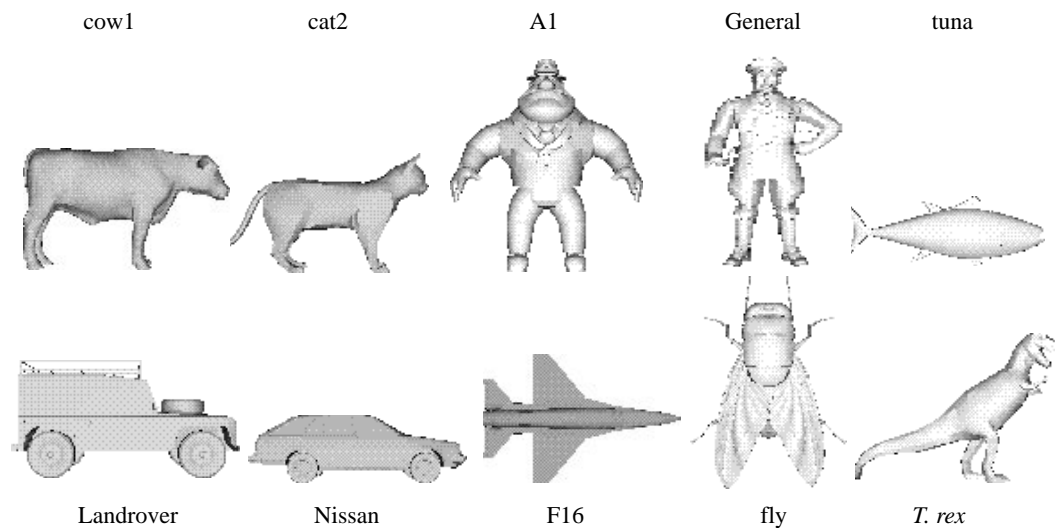 cow1 cat2 A1 General tuna
Landrover Nissan F16 fly T. rex